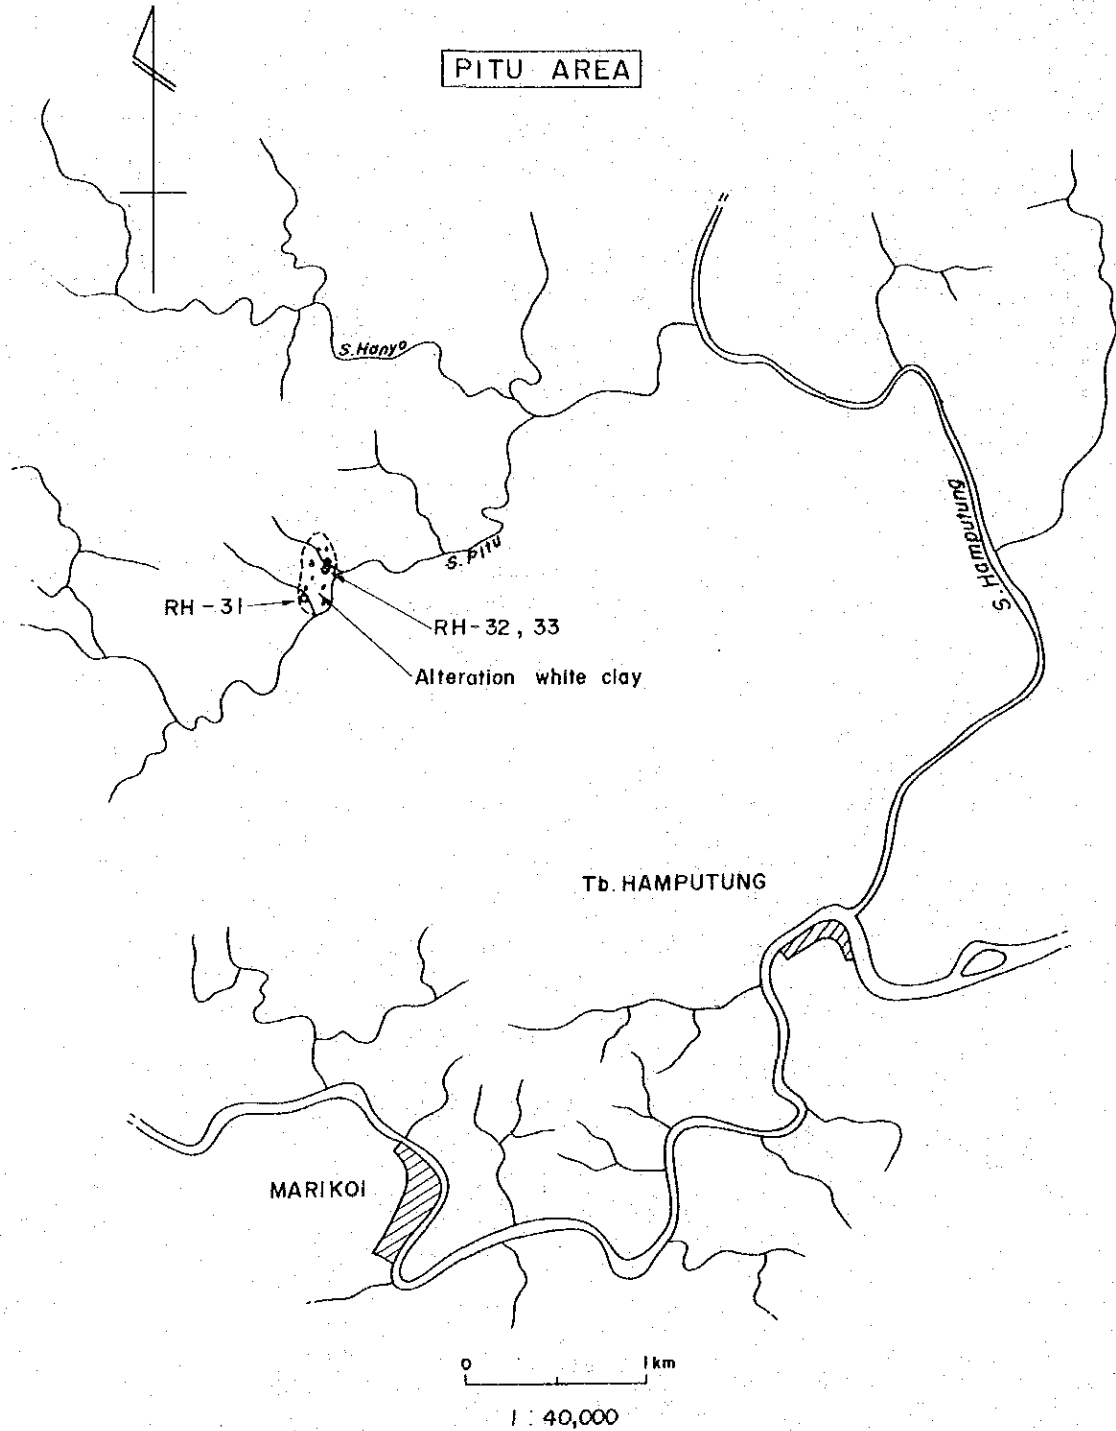 PITU AREA
S. Hanyo
S. Pitu
S. Hamputung
RH-31
RH-32, 33
Alteration white clay
Tb. HAMPUTUNG
MARIKOI
0 1 km
1 : 40,000